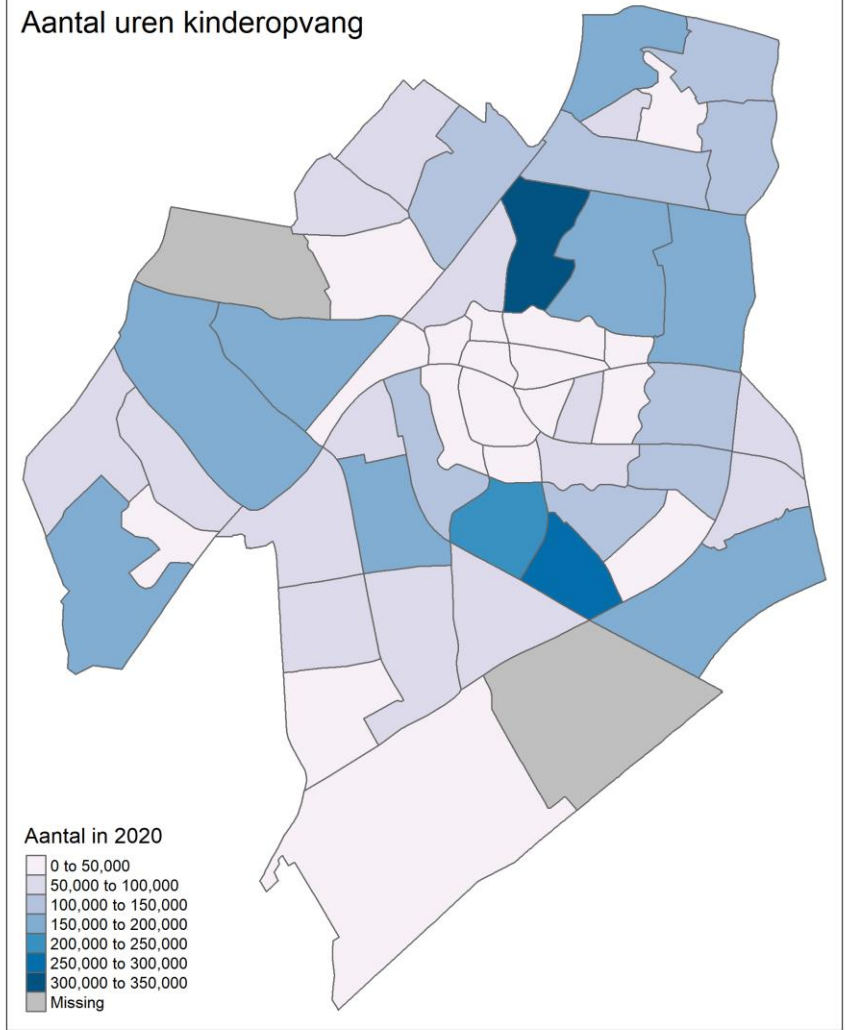 Aantal uren kinderopvang
Aantal in 2020
0 to 50,000
50,000 to 100,000
100,000 to 150,000
150,000 to 200,000
200,000 to 250,000
250,000 to 300,000
300,000 to 350,000
Missing